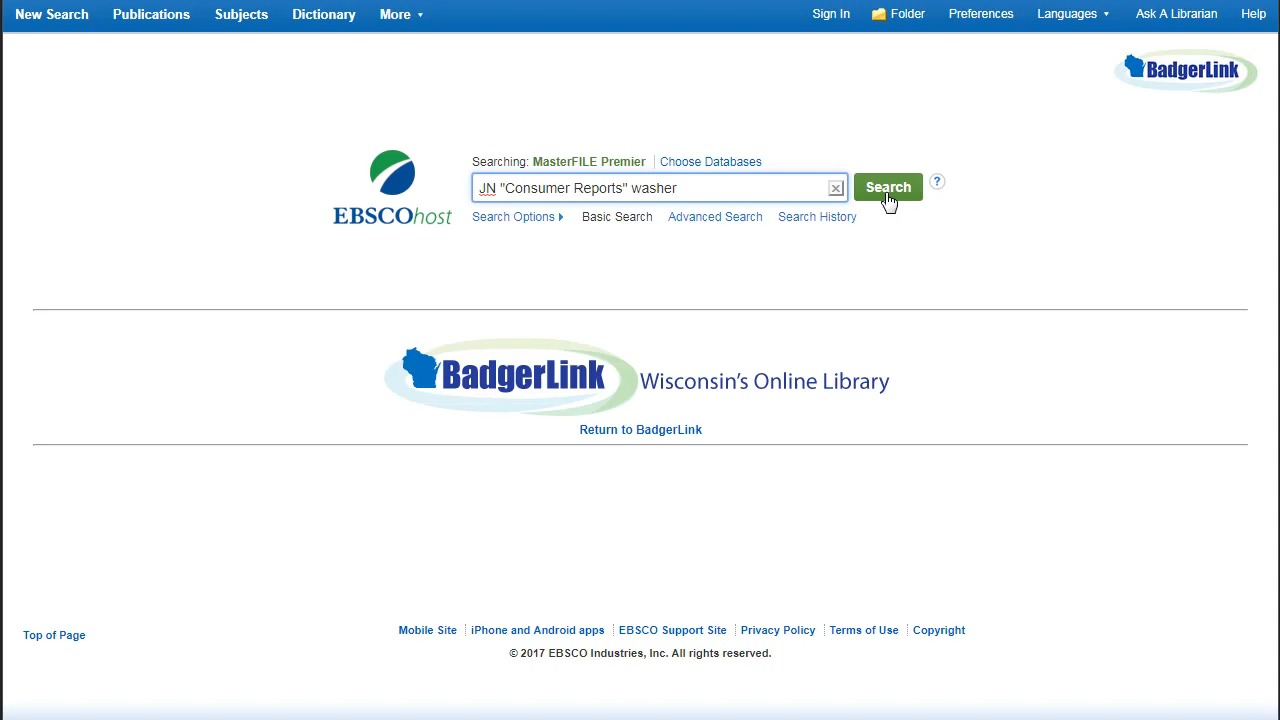 New Search Publications Subjects Dictionary More Sign In Folder Preferences Languages Ask A Librarian Help
BadgerLink
Searching: MasterFILE Premier Choose Databases
JN "Consumer Reports" washer Search ?
EBSCOhost
Search Options Basic Search Advanced Search Search History
BadgerLink Wisconsin's Online Library
Return to BadgerLink
Top of Page
Mobile Site iPhone and Android apps EBSCO Support Site Privacy Policy Terms of Use Copyright
© 2017 EBSCO Industries, Inc. All rights reserved.